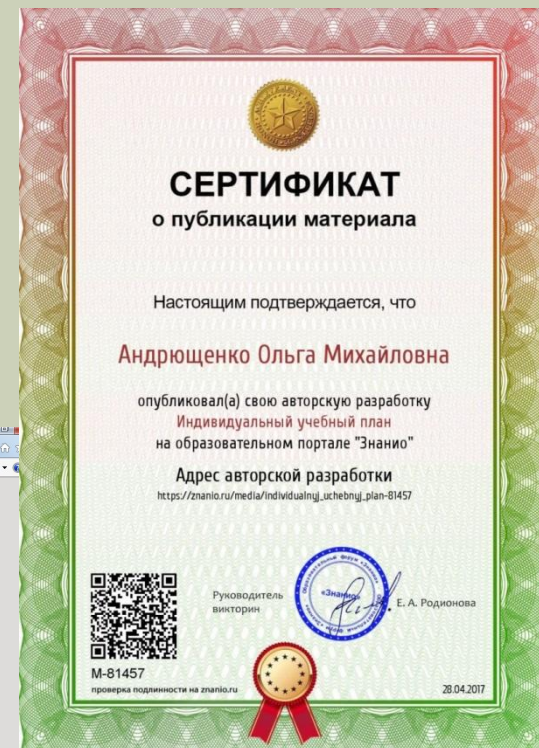 СЕРТИФИКАТ
о публикации материала
Настоящим подтверждается, что
Андрющенко Ольга Михайловна
опубликовал(а) свою авторскую разработку
Индивидуальный учебный план
на образовательном портале "Знанио"
Адрес авторской разработки
https://znanio.ru/media/individualnyj_uchebnyj_plan-81457
Руководитель
викторин
«Знанио»
Е. А. Родионова
М-81457
проверка подлинности на znanio.ru
28.04.2017